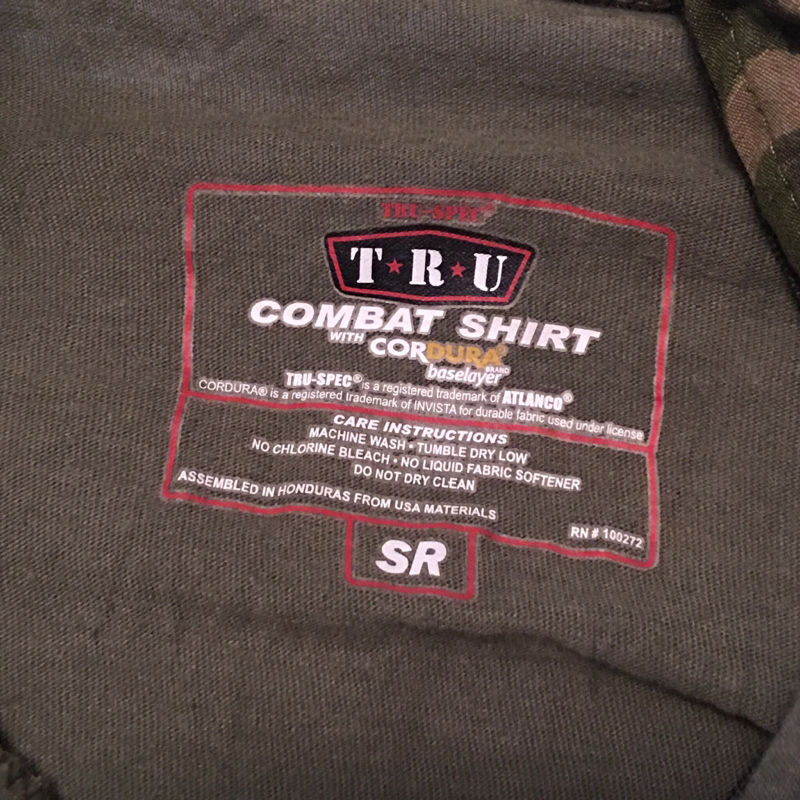 TRU-SPEC®
T★R★U
COMBAT SHIRT
WITH CORDURA® BRAND
baselayer
TRU-SPEC® is a registered trademark of ATLANCO®
CORDURA® is a registered trademark of INVISTA for durable fabric used under license
CARE INSTRUCTIONS
MACHINE WASH • TUMBLE DRY LOW
NO CHLORINE BLEACH • NO LIQUID FABRIC SOFTENER
DO NOT DRY CLEAN
ASSEMBLED IN HONDURAS FROM USA MATERIALS
RN # 100272
SR